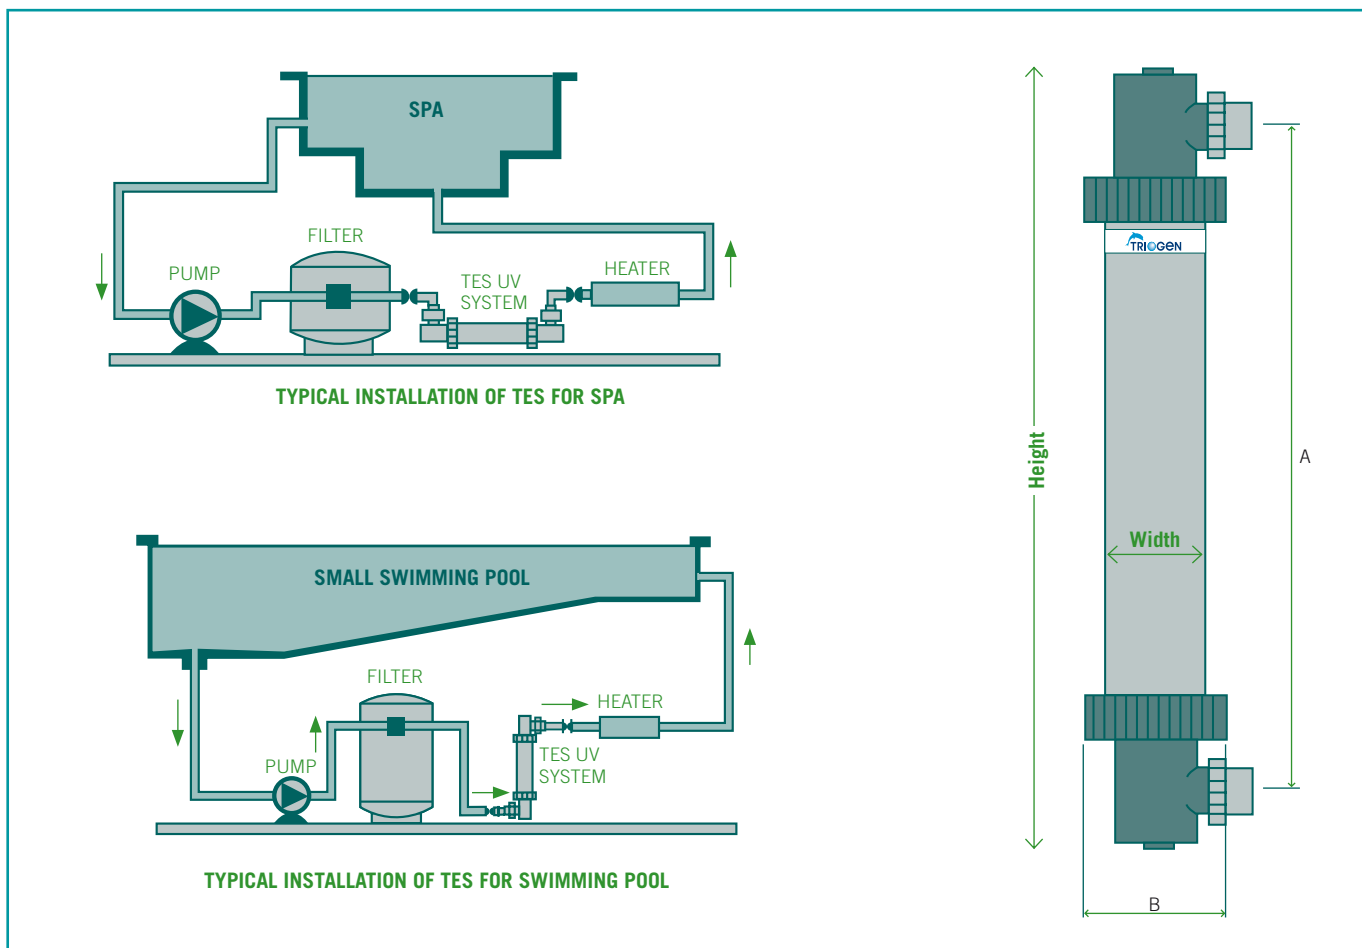 SPA
FILTER
PUMP
TES UV
SYSTEM
HEATER
TYPICAL INSTALLATION OF TES FOR SPA
SMALL SWIMMING POOL
FILTER
PUMP
HEATER
TES UV
SYSTEM
TYPICAL INSTALLATION OF TES FOR SWIMMING POOL
TRIOGEN
Height
A
Width
B